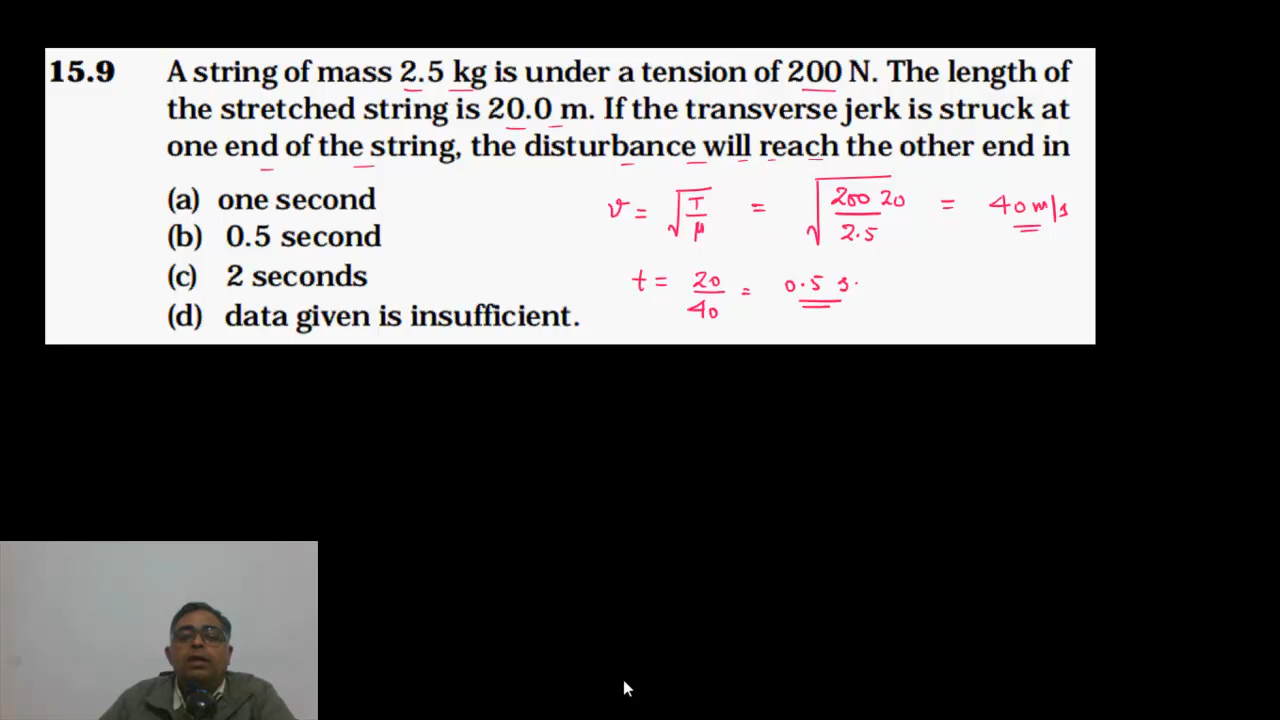 15.9 A string of mass 2.5 kg is under a tension of 200 N. The length of
the stretched string is 20.0 m. If the transverse jerk is struck at
one end of the string, the disturbance will reach the other end in
(a) one second
(b) 0.5 second
(c) 2 seconds
(d) data given is insufficient.
v = √(T/μ) = √(200 20/2.5) = 40 m/s
t = 20/40 = 0.5 s.